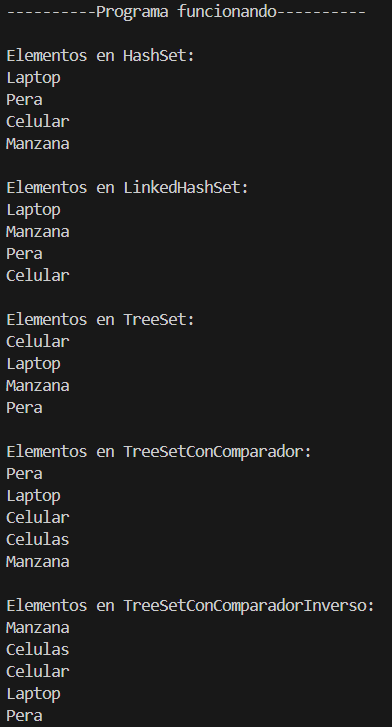 ----------Programa funcionando----------
Elementos en HashSet:
Laptop
Pera
Celular
Manzana
Elementos en LinkedHashSet:
Laptop
Manzana
Pera
Celular
Elementos en TreeSet:
Celular
Laptop
Manzana
Pera
Elementos en TreeSetConComparador:
Pera
Laptop
Celular
Celulas
Manzana
Elementos en TreeSetConComparadorInverso:
Manzana
Celulas
Celular
Laptop
Pera